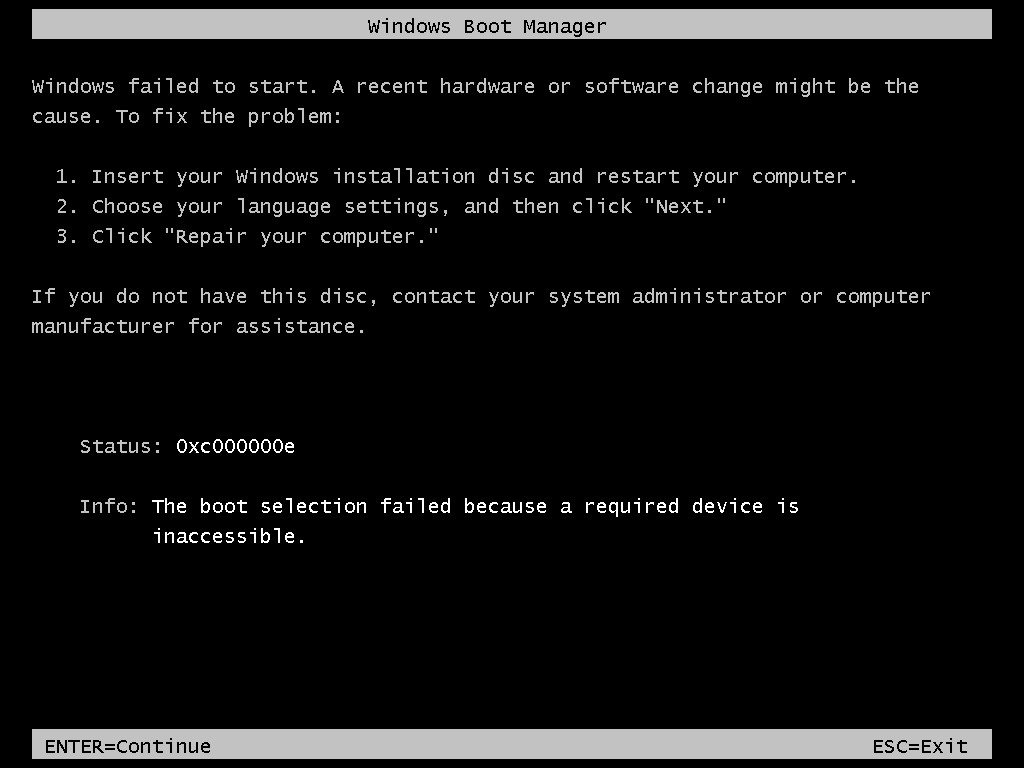 Windows Boot Manager
Windows failed to start. A recent hardware or software change might be the
cause. To fix the problem:
1. Insert your Windows installation disc and restart your computer.
2. Choose your language settings, and then click "Next."
3. Click "Repair your computer."
If you do not have this disc, contact your system administrator or computer
manufacturer for assistance.
Status: 0xc000000e
Info: The boot selection failed because a required device is
inaccessible.
ENTER=Continue ESC=Exit